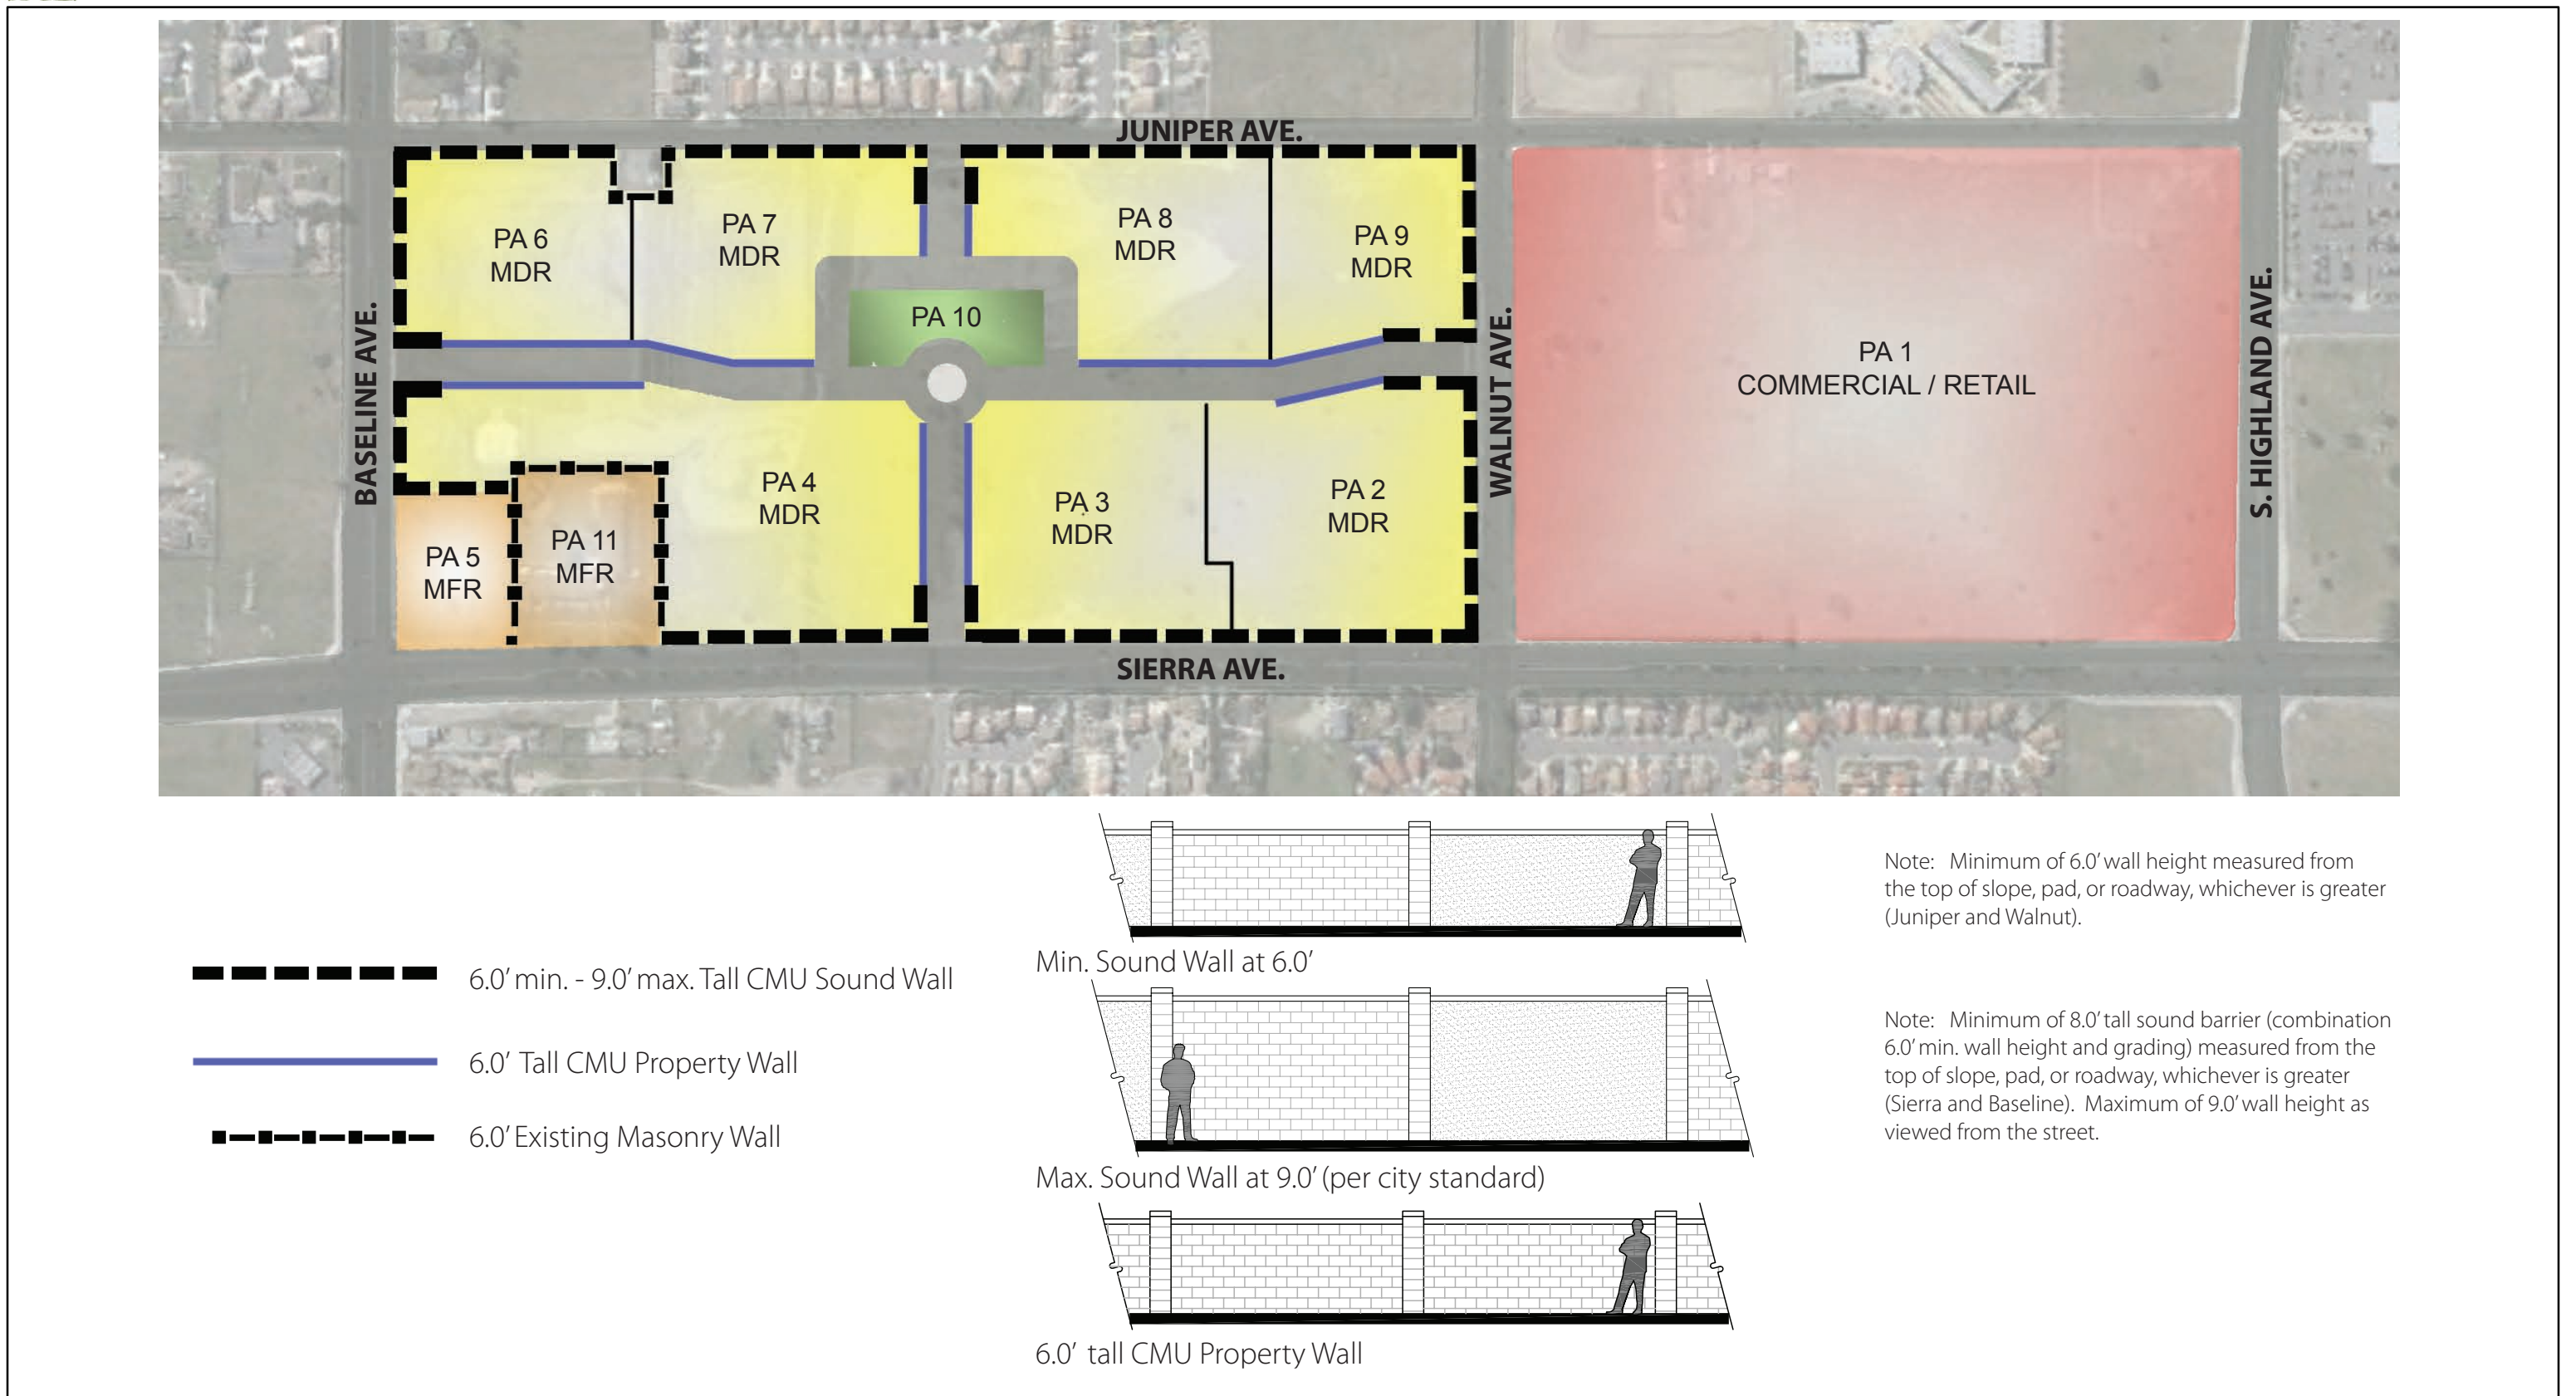 JUNIPER AVE.
PA 6
MDR
PA 7
MDR
PA 8
MDR
PA 9
MDR
PA 10
BASELINE AVE.
WALNUT AVE.
PA 1
COMMERCIAL / RETAIL
S. HIGHLAND AVE.
PA 4
MDR
PA 3
MDR
PA 2
MDR
PA 5
MFR
PA 11
MFR
SIERRA AVE.
6.0' min. - 9.0' max. Tall CMU Sound Wall
6.0' Tall CMU Property Wall
6.0' Existing Masonry Wall
Min. Sound Wall at 6.0'
Max. Sound Wall at 9.0' (per city standard)
6.0' tall CMU Property Wall
Note: Minimum of 6.0' wall height measured from
the top of slope, pad, or roadway, whichever is greater
(Juniper and Walnut).
Note: Minimum of 8.0' tall sound barrier (combination
6.0' min. wall height and grading) measured from the
top of slope, pad, or roadway, whichever is greater
(Sierra and Baseline). Maximum of 9.0' wall height as
viewed from the street.